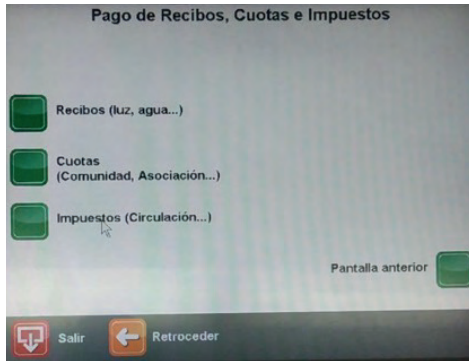 Pago de Recibos, Cuotas e Impuestos
Recibos (luz, agua...)
Cuotas
(Comunidad, Asociación...)
Impuestos (Circulación...)
Pantalla anterior
Salir
Retroceder